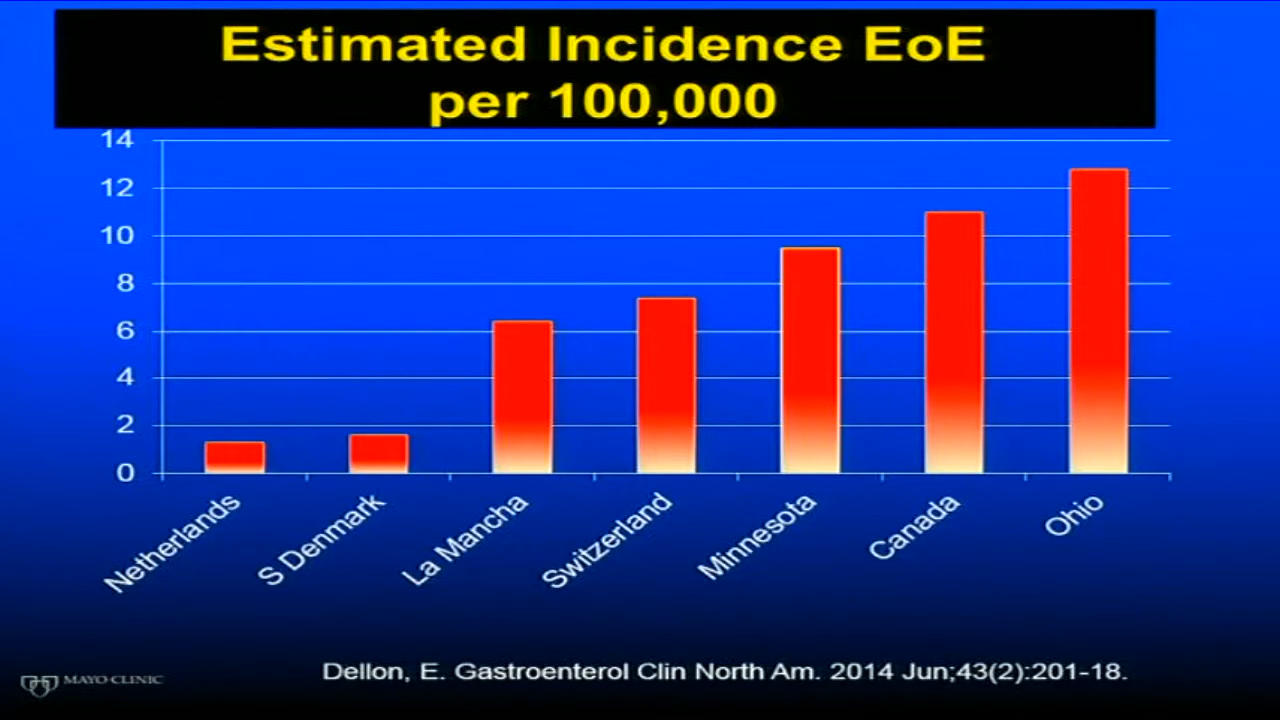 Estimated Incidence EoE
per 100,000
14
12
10
8
6
4
2
0
Netherlands
S Denmark
La Mancha
Switzerland
Minnesota
Canada
Ohio
Dellon, E. Gastroenterol Clin North Am. 2014 Jun;43(2):201-18.
MAYO CLINIC